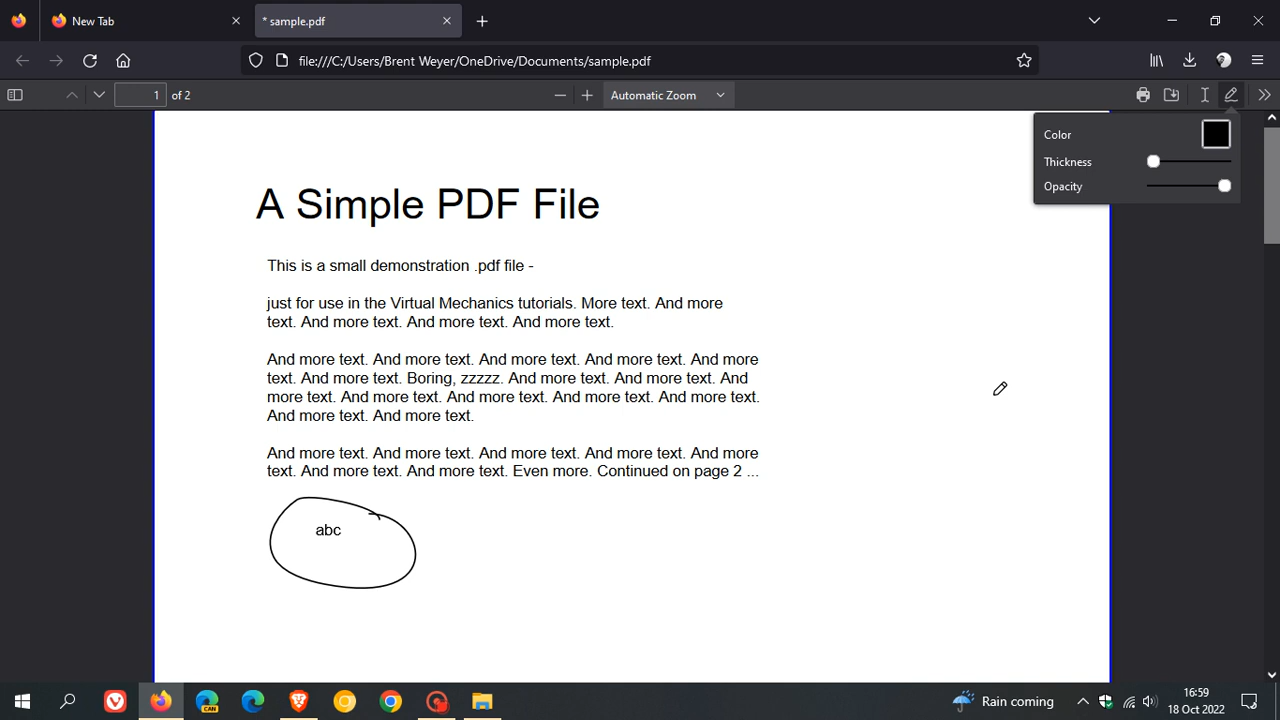 New Tab
* sample.pdf
file:///C:/Users/Brent Weyer/OneDrive/Documents/sample.pdf
1 of 2
Automatic Zoom
Color
Thickness
Opacity
A Simple PDF File
This is a small demonstration .pdf file -
just for use in the Virtual Mechanics tutorials. More text. And more
text. And more text. And more text. And more text.
And more text. And more text. And more text. And more text. And more
text. And more text. Boring, zzzzz. And more text. And more text. And
more text. And more text. And more text. And more text. And more text.
And more text. And more text.
And more text. And more text. And more text. And more text. And more
text. And more text. And more text. Even more. Continued on page 2 ...
abc
CAN
Rain coming
16:59
18 Oct 2022